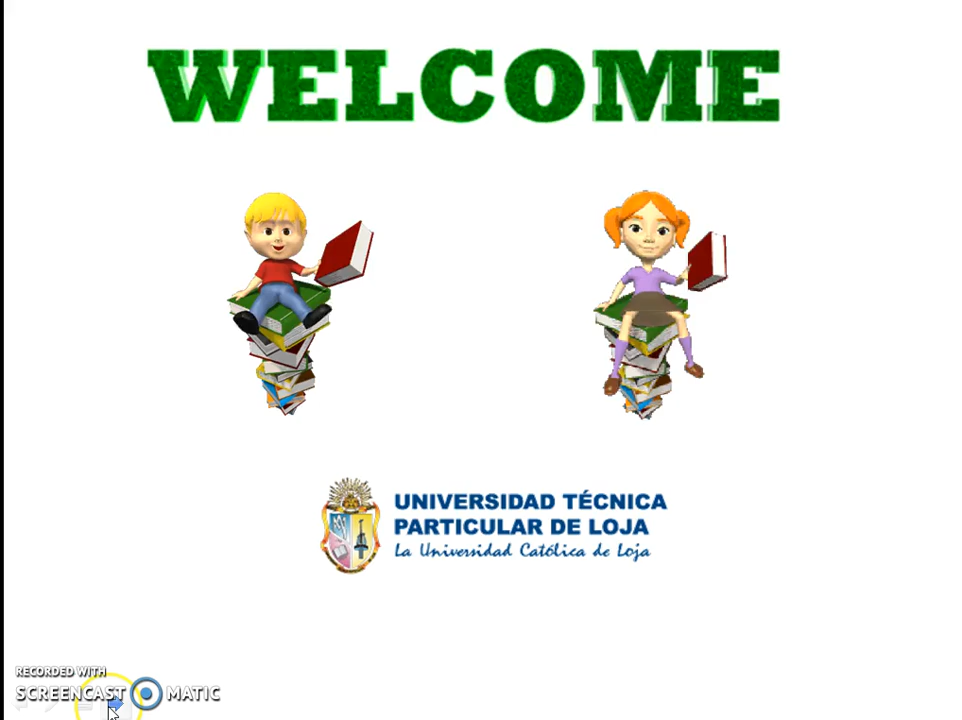 WELCOME
UNIVERSIDAD TÉCNICA
PARTICULAR DE LOJA
La Universidad Católica de Loja
RECORDED WITH
SCREENCAST MATIC